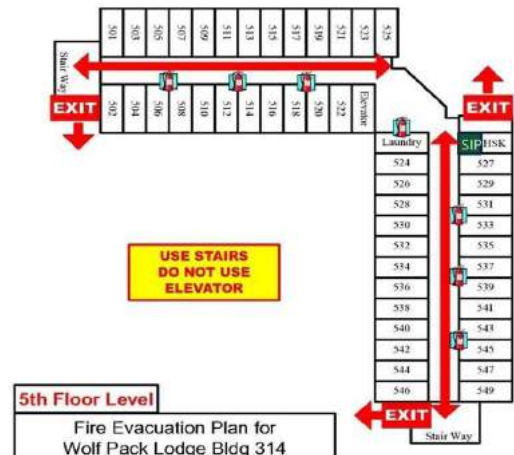 501 503 505 507 509 511 513 515 517 519 521 523 525
Stair Way
EXIT
502 504 506 508 510 512 514 516 518 520 522 Elevator
EXIT
Laundry
SIP HSK
524 527
526 529
528 531
530 533
532 535
534 537
536 539
538 541
540 543
542 545
544 547
546 549
USE STAIRS
DO NOT USE
ELEVATOR
EXIT
Stair Way
5th Floor Level
Fire Evacuation Plan for
Wolf Pack Lodge Bldg 314